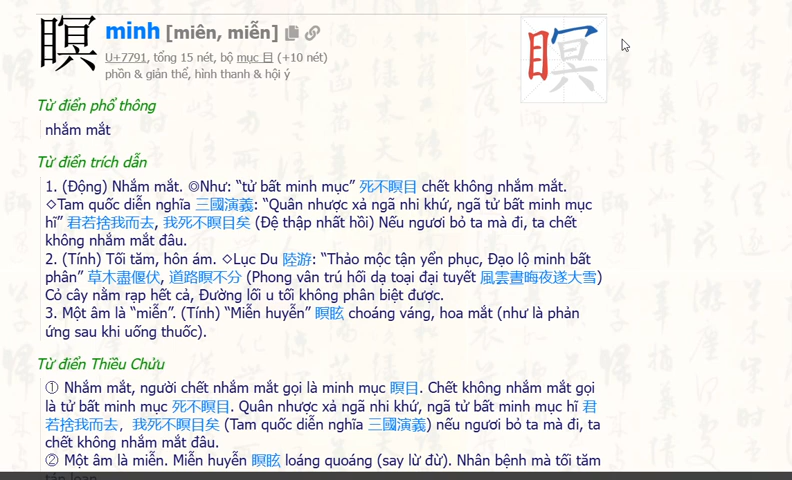 瞑 minh [miên, miễn]
U+7791, tổng 15 nét, bộ mục 目 (+10 nét)
phồn & giản thể, hình thanh & hội ý
瞑
Từ điển phổ thông
nhắm mắt
Từ điển trích dẫn
1. (Động) Nhắm mắt. ◎Như: “tử bất minh mục” 死不瞑目 chết không nhắm mắt.
◇Tam quốc diễn nghĩa 三國演義: “Quân nhược xả ngã nhi khứ, ngã tử bất minh mục
hĩ” 君若捨我而去, 我死不瞑目矣 (Đệ thập nhất hồi) Nếu ngươi bỏ ta mà đi, ta chết
không nhắm mắt đâu.
2. (Tính) Tối tăm, hôn ám. ◇Lục Du 陸游: “Thảo mộc tận yển phục, Đạo lộ minh bất
phân” 草木盡偃伏, 道路瞑不分 (Phong vân trú hối dạ toại đại tuyết 風雲晝晦夜遂大雪)
Cỏ cây nằm rạp hết cả, Đường lối u tối không phân biệt được.
3. Một âm là “miễn”. (Tính) “Miễn huyễn” 瞑眩 choáng váng, hoa mắt (như là phản
ứng sau khi uống thuốc).
Từ điển Thiều Chửu
① Nhắm mắt, người chết nhắm mắt gọi là minh mục 瞑目. Chết không nhắm mắt gọi
là tử bất minh mục 死不瞑目. Quân nhược xả ngã nhi khứ, ngã tử bất minh mục hĩ 君
若捨我而去，我死不瞑目矣 (Tam quốc diễn nghĩa 三國演義) nếu ngươi bỏ ta mà đi, ta
chết không nhắm mắt đâu.
② Một âm là miễn. Miễn huyễn 瞑眩 loáng quoáng (say lừ đừ). Nhân bệnh mà tối tăm